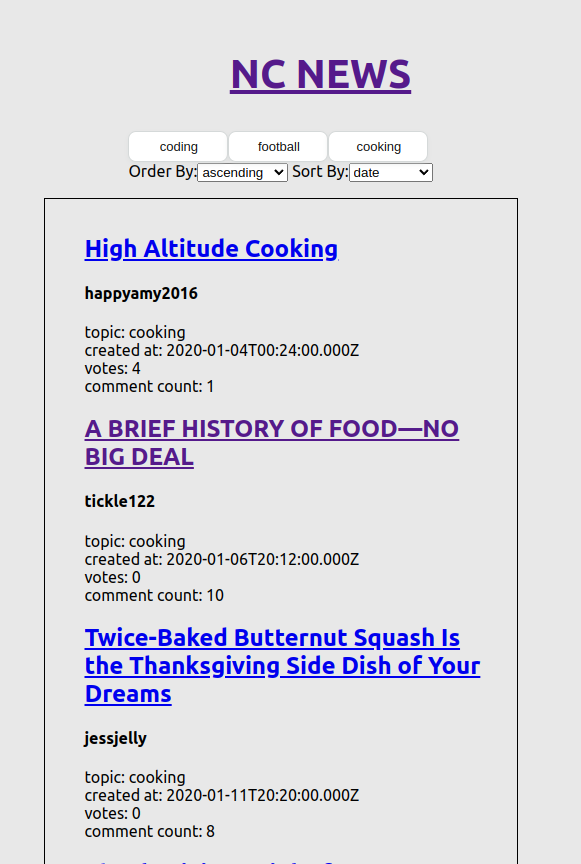 NC NEWS
coding football cooking
Order By: ascending Sort By: date
High Altitude Cooking
happyamy2016
topic: cooking
created at: 2020-01-04T00:24:00.000Z
votes: 4
comment count: 1
A BRIEF HISTORY OF FOOD—NO
BIG DEAL
tickle122
topic: cooking
created at: 2020-01-06T20:12:00.000Z
votes: 0
comment count: 10
Twice-Baked Butternut Squash Is
the Thanksgiving Side Dish of Your
Dreams
jessjelly
topic: cooking
created at: 2020-01-11T20:20:00.000Z
votes: 0
comment count: 8